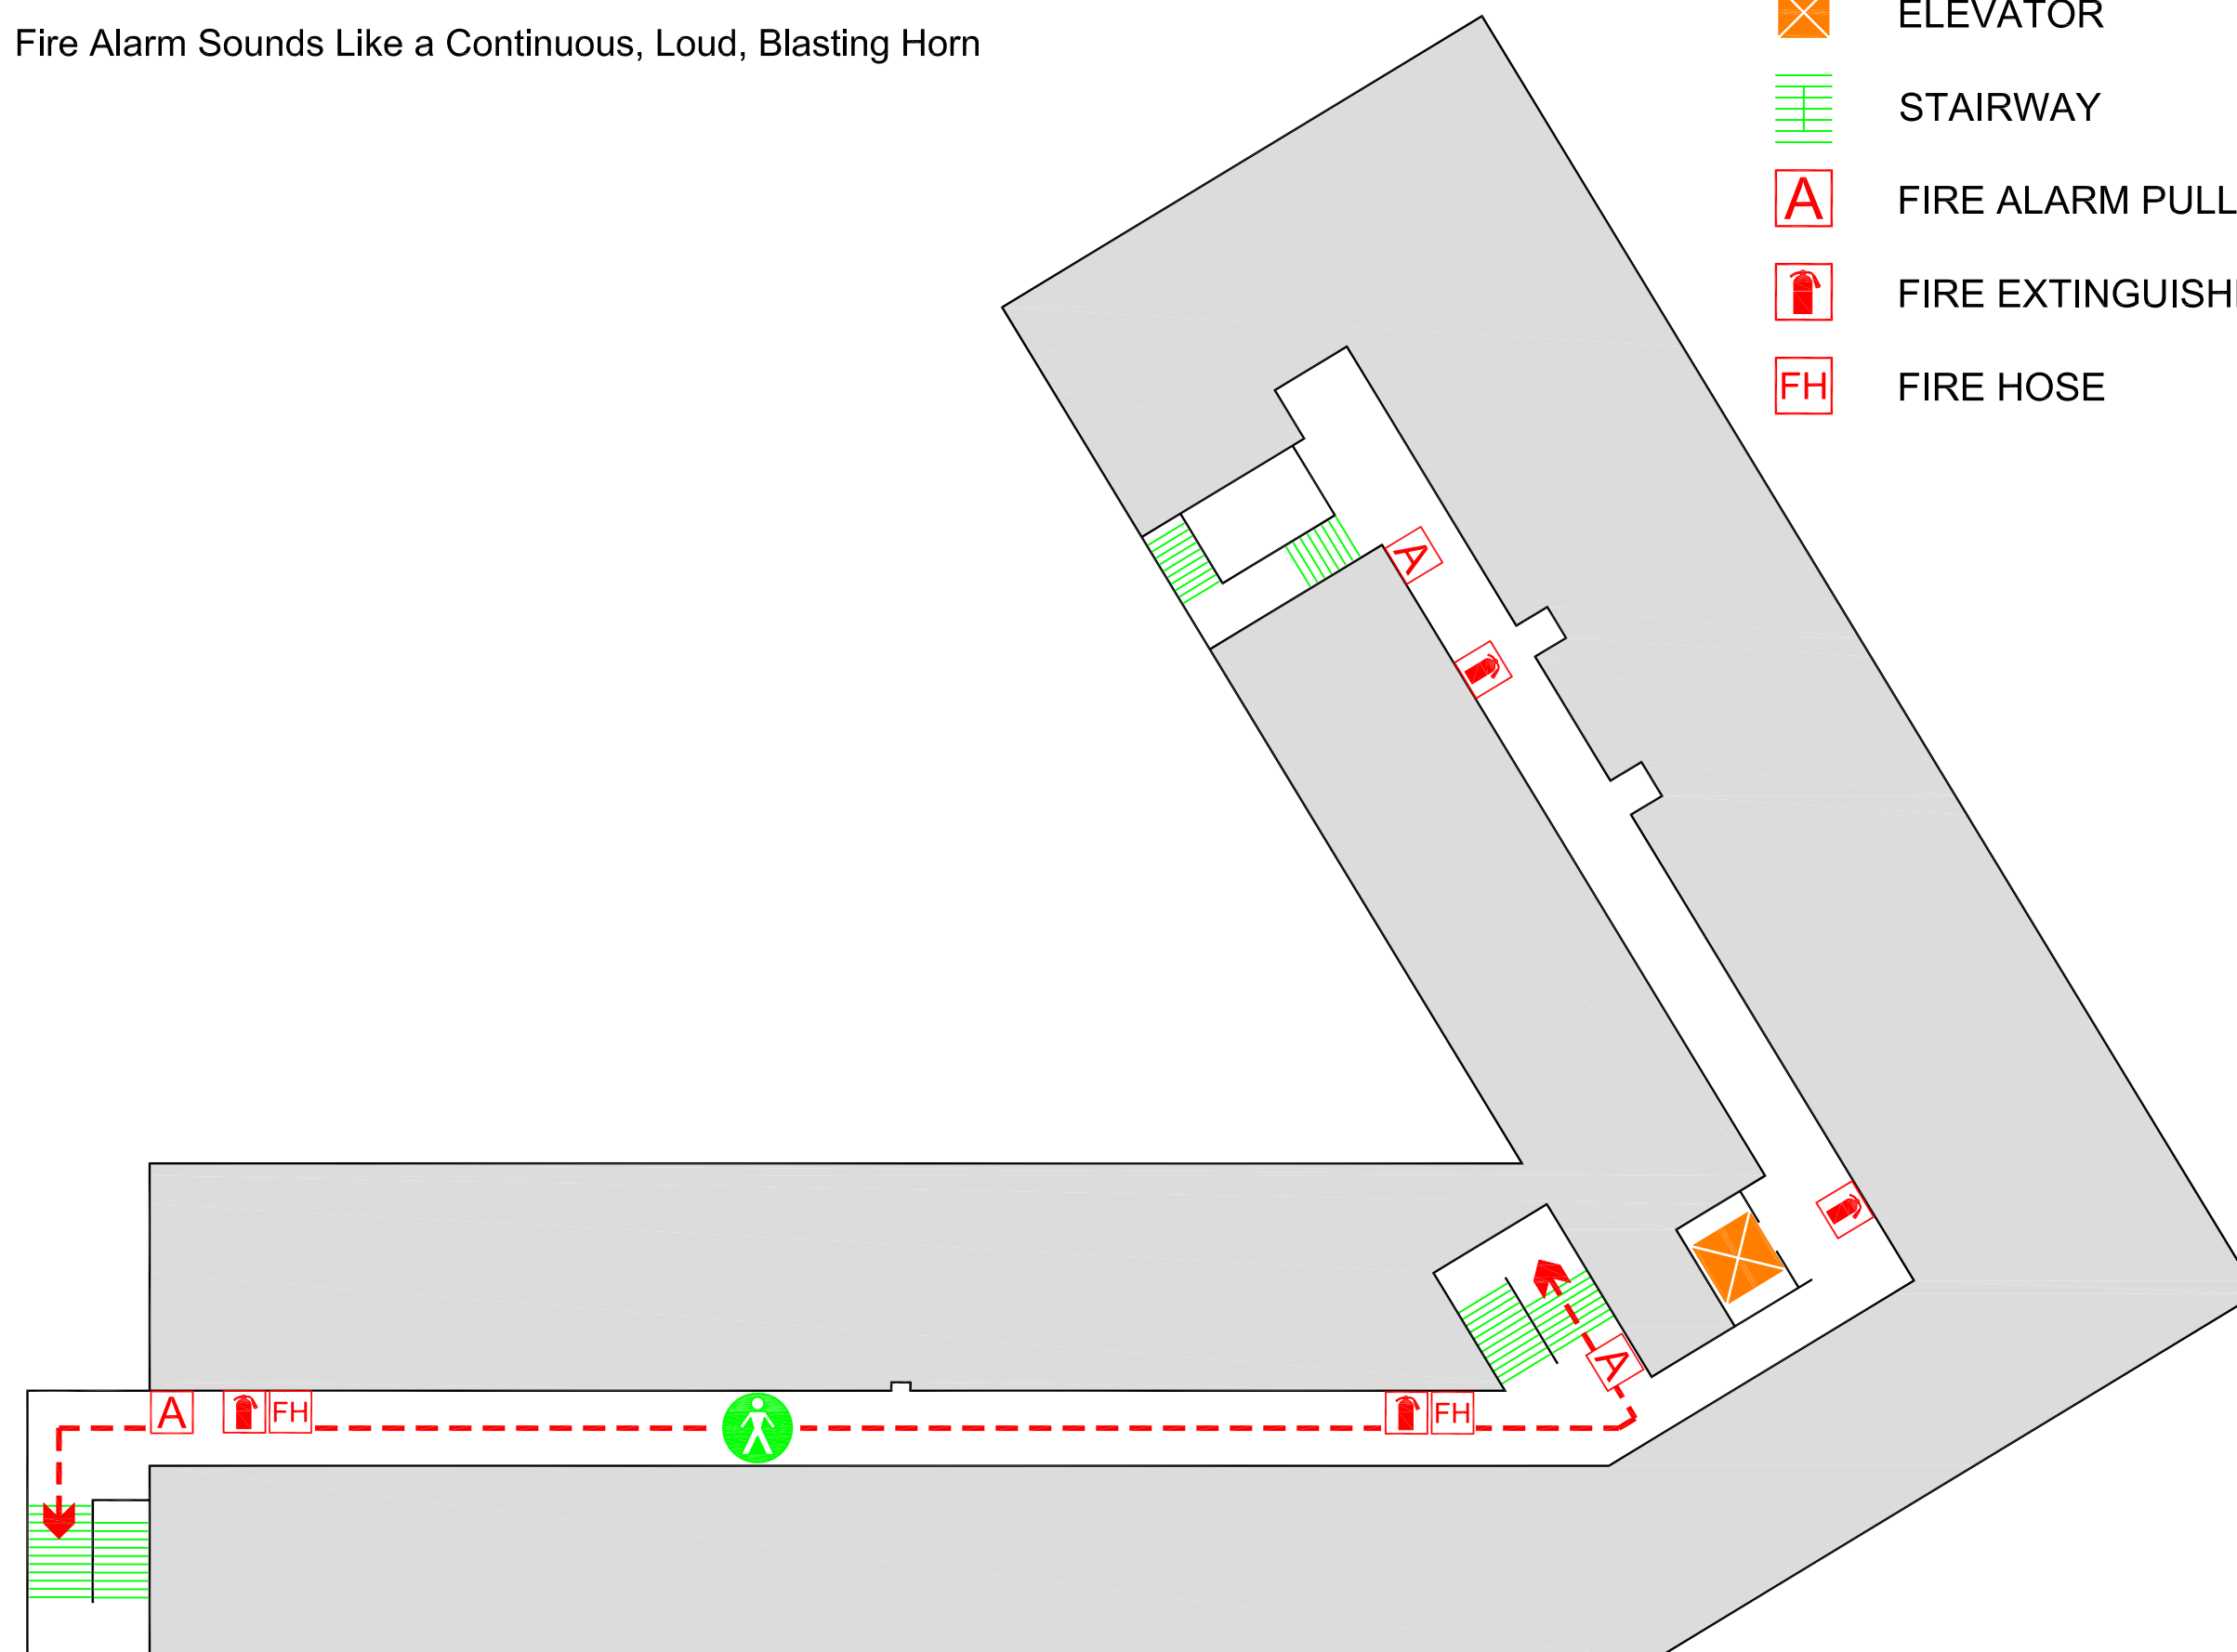 Fire Alarm Sounds Like a Continuous, Loud, Blasting Horn
ELEVATOR
STAIRWAY
A FIRE ALARM PULL
FIRE EXTINGUISH
FH FIRE HOSE
A
A
A FH
FH